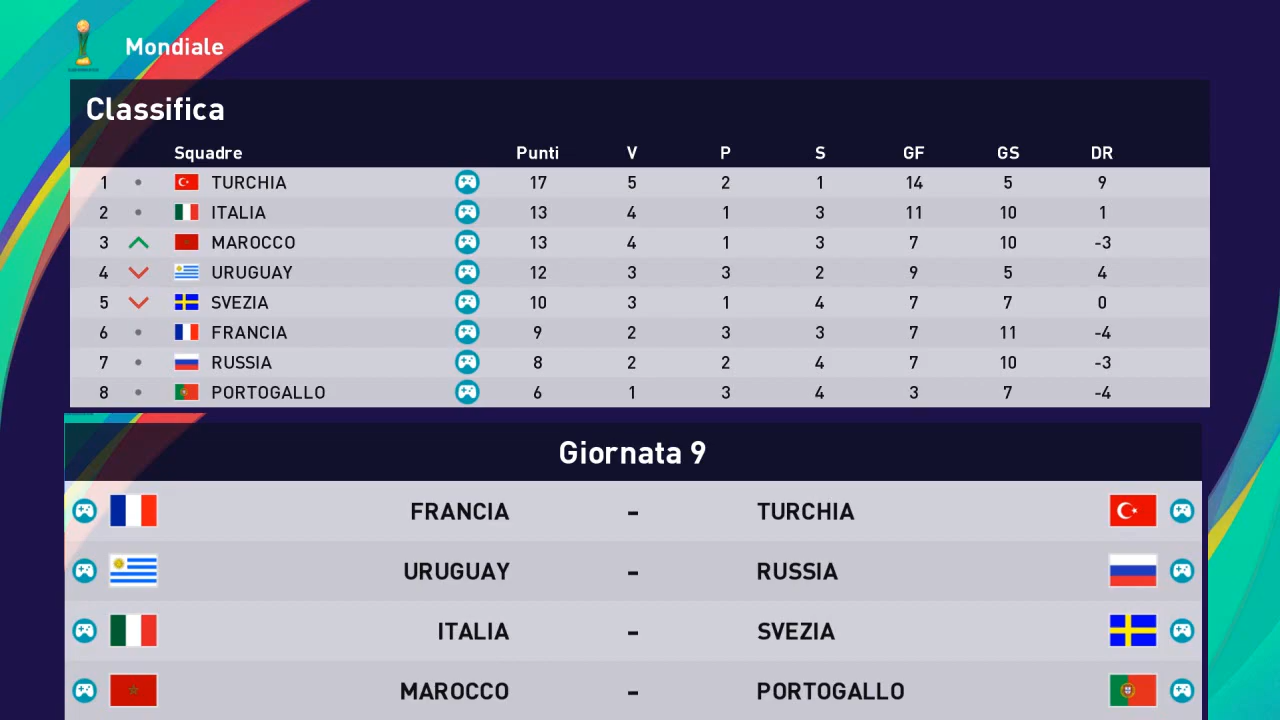 Mondiale
Classifica
Squadre Punti V P S GF GS DR
1 TURCHIA 17 5 2 1 14 5 9
2 ITALIA 13 4 1 3 11 10 1
3 MAROCCO 13 4 1 3 7 10 -3
4 URUGUAY 12 3 3 2 9 5 4
5 SVEZIA 10 3 1 4 7 7 0
6 FRANCIA 9 2 3 3 7 11 -4
7 RUSSIA 8 2 2 4 7 10 -3
8 PORTOGALLO 6 1 3 4 3 7 -4
Giornata 9
FRANCIA - TURCHIA
URUGUAY - RUSSIA
ITALIA - SVEZIA
MAROCCO - PORTOGALLO